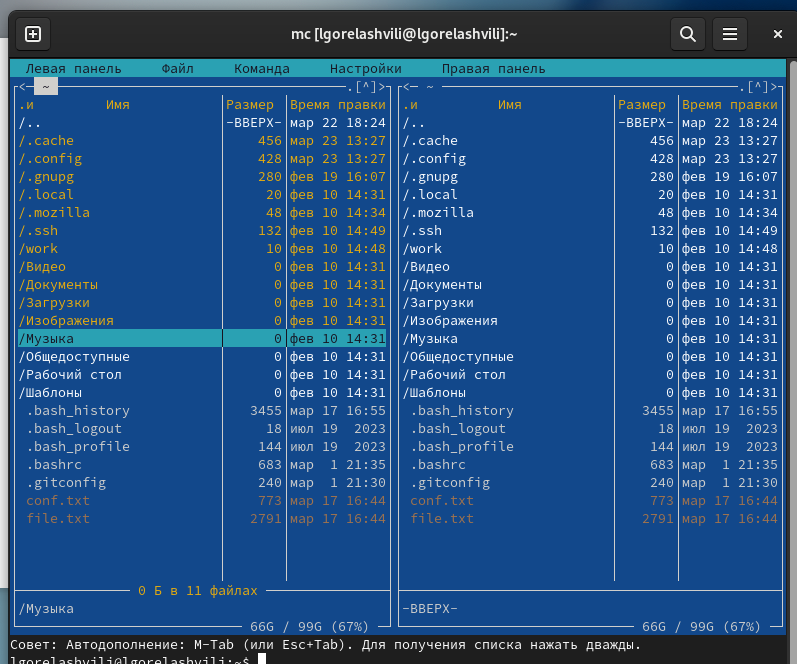 mc [lgorelashvili@lgorelashvili]:~
Левая панель Файл Команда Настройки Правая панель
<— ~ .[^]> <— ~ .[^]>
.и Имя Размер Время правки .и Имя Размер Время правки
/.. -ВВЕРХ- мар 22 18:24 /.. -ВВЕРХ- мар 22 18:24
/.cache 456 мар 23 13:27 /.cache 456 мар 23 13:27
/.config 428 мар 23 13:27 /.config 428 мар 23 13:27
/.gnupg 280 фев 19 16:07 /.gnupg 280 фев 19 16:07
/.local 20 фев 10 14:31 /.local 20 фев 10 14:31
/.mozilla 48 фев 10 14:34 /.mozilla 48 фев 10 14:34
/.ssh 132 фев 10 14:49 /.ssh 132 фев 10 14:49
/work 10 фев 10 14:48 /work 10 фев 10 14:48
/Видео 0 фев 10 14:31 /Видео 0 фев 10 14:31
/Документы 0 фев 10 14:31 /Документы 0 фев 10 14:31
/Загрузки 0 фев 10 14:31 /Загрузки 0 фев 10 14:31
/Изображения 0 фев 10 14:31 /Изображения 0 фев 10 14:31
/Музыка 0 фев 10 14:31 /Музыка 0 фев 10 14:31
/Общедоступные 0 фев 10 14:31 /Общедоступные 0 фев 10 14:31
/Рабочий стол 0 фев 10 14:31 /Рабочий стол 0 фев 10 14:31
/Шаблоны 0 фев 10 14:31 /Шаблоны 0 фев 10 14:31
.bash_history 3455 мар 17 16:55 .bash_history 3455 мар 17 16:55
.bash_logout 18 июл 19 2023 .bash_logout 18 июл 19 2023
.bash_profile 144 июл 19 2023 .bash_profile 144 июл 19 2023
.bashrc 683 мар 1 21:35 .bashrc 683 мар 1 21:35
.gitconfig 240 мар 1 21:30 .gitconfig 240 мар 1 21:30
conf.txt 773 мар 17 16:44 conf.txt 773 мар 17 16:44
file.txt 2791 мар 17 16:44 file.txt 2791 мар 17 16:44
0 Б в 11 файлах
/Музыка -ВВЕРХ-
66G / 99G (67%) 66G / 99G (67%)
Совет: Автодополнение: M-Tab (или Esc+Tab). Для получения списка нажать дважды.
lgorelashvili@lgorelashvili:~$